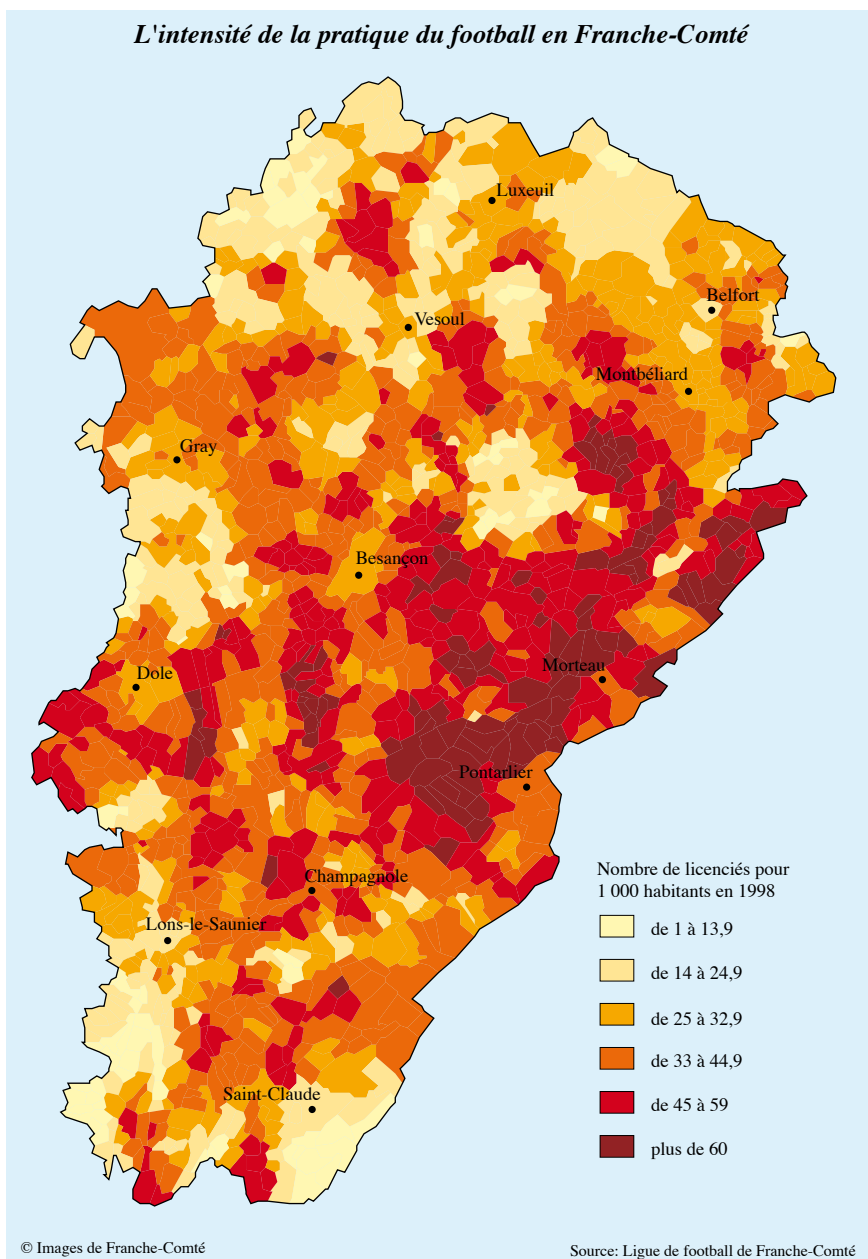 L'intensité de la pratique du football en Franche-Comté
Luxeuil
Belfort
Vesoul
Montbéliard
Gray
Besançon
Dole
Morteau
Pontarlier
Champagnole
Lons-le-Saunier
Saint-Claude
Nombre de licenciés pour
1 000 habitants en 1998
de 1 à 13,9
de 14 à 24,9
de 25 à 32,9
de 33 à 44,9
de 45 à 59
plus de 60
© Images de Franche-Comté
Source: Ligue de football de Franche-Comté